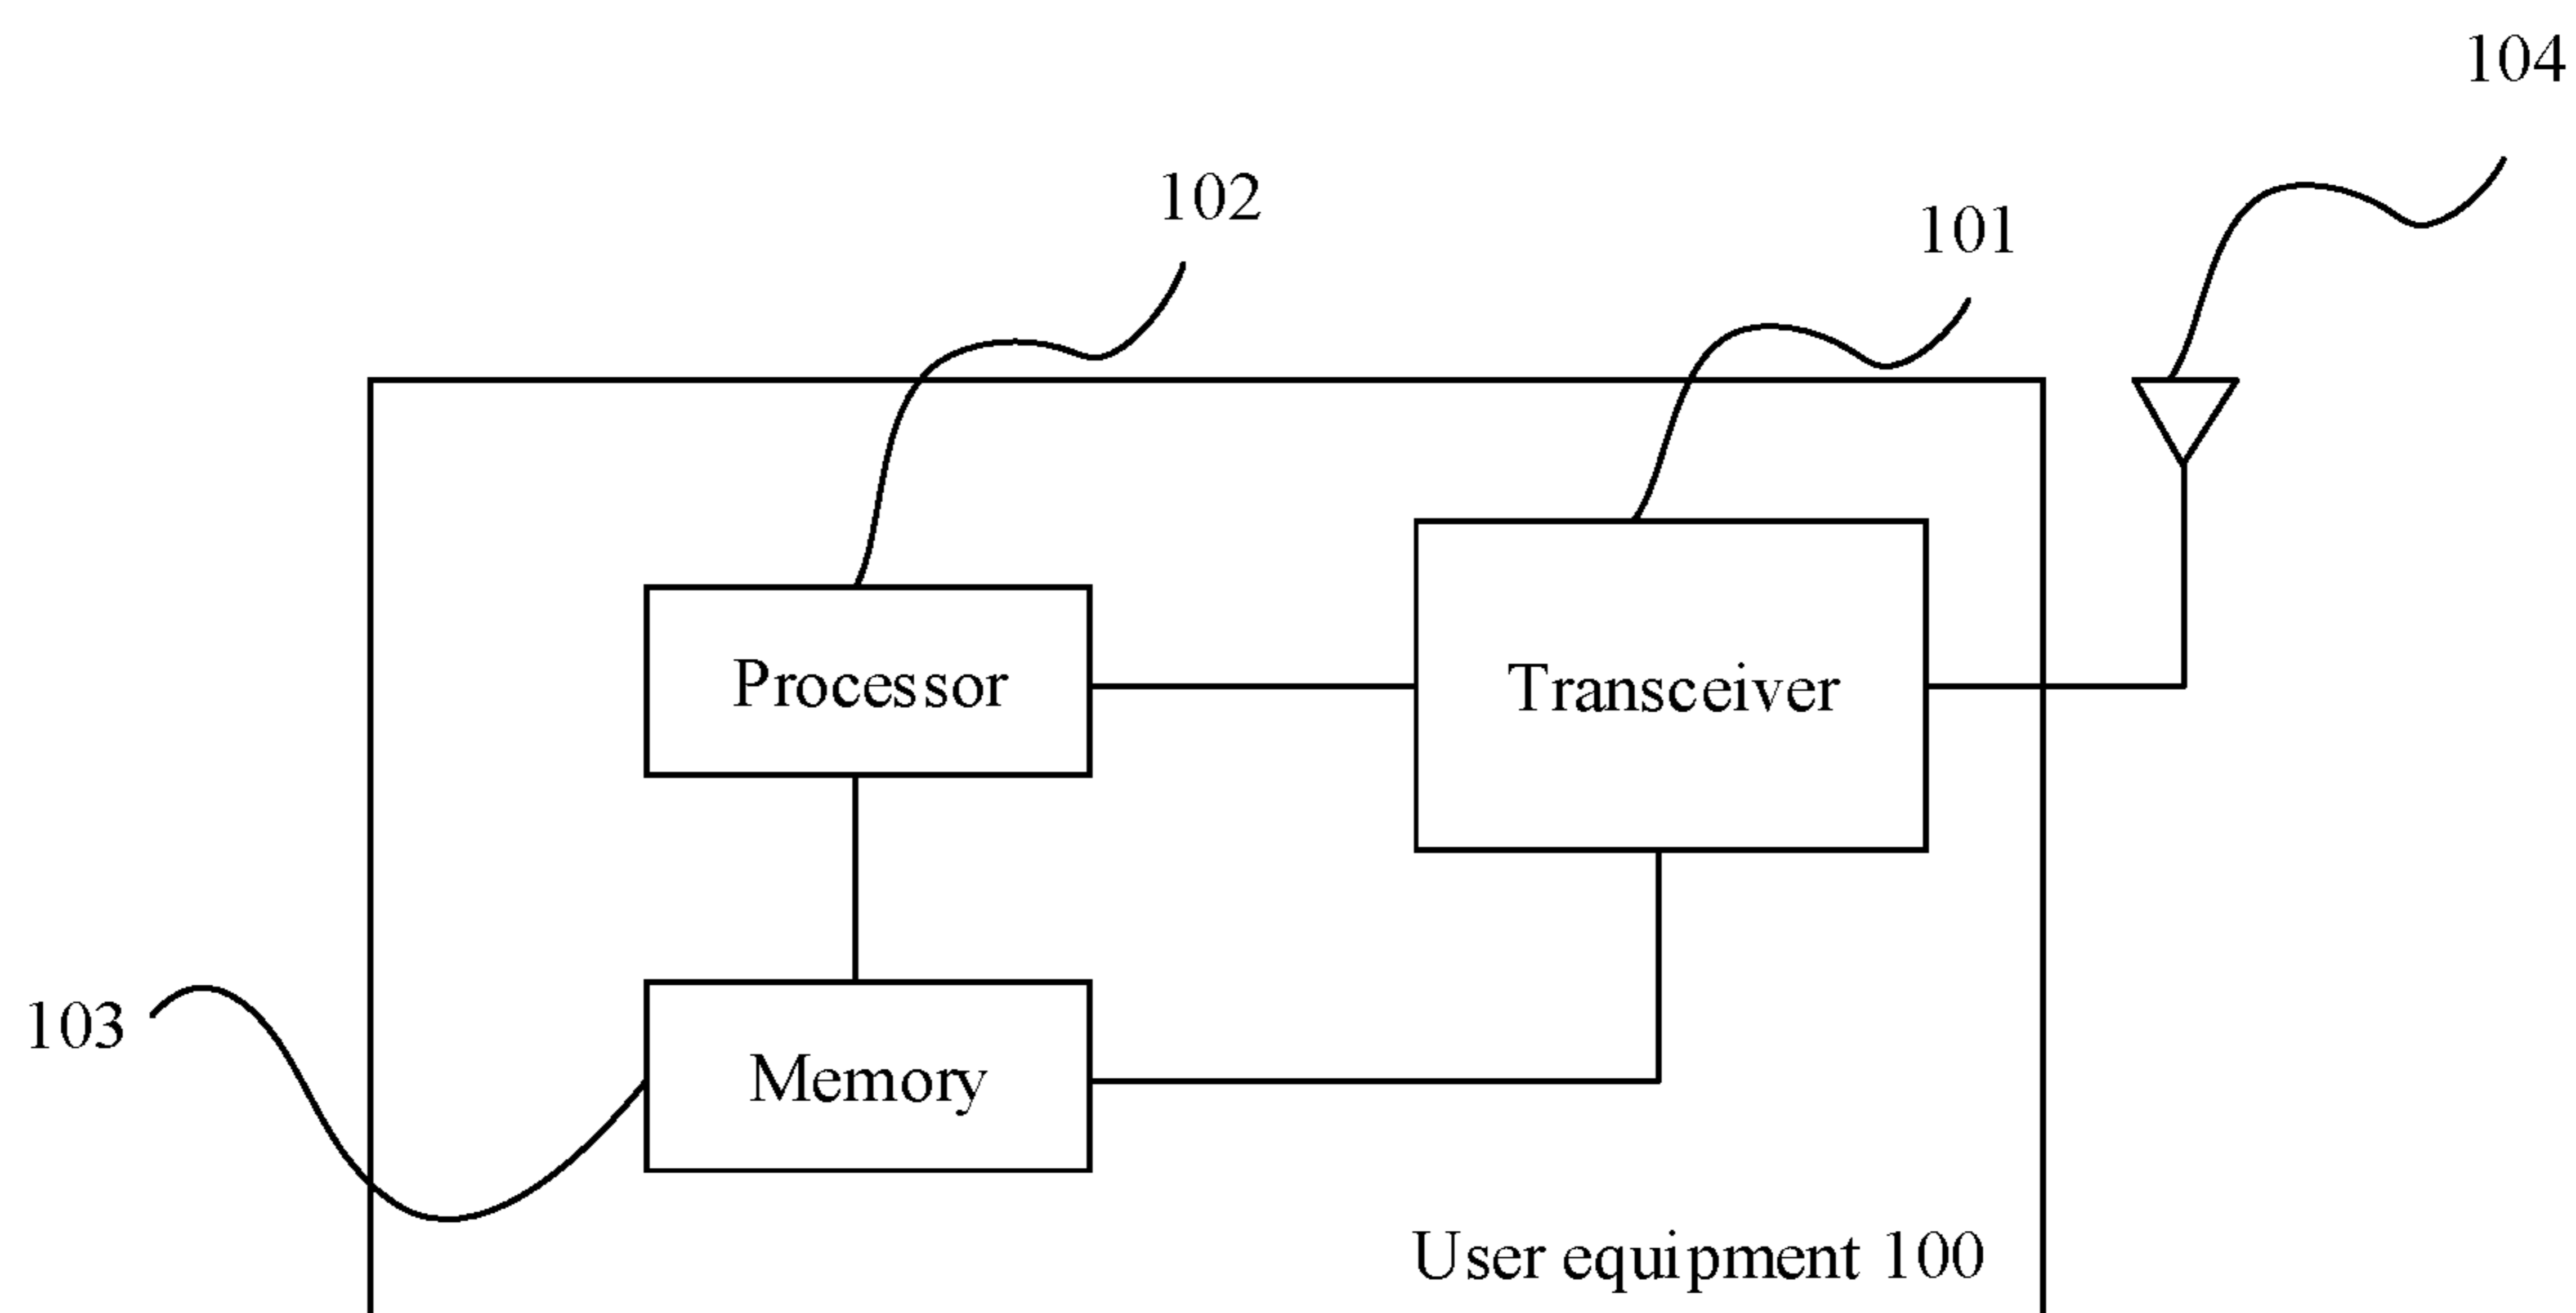 104
102
101
Processor
Transceiver
103
Memory
User equipment 100